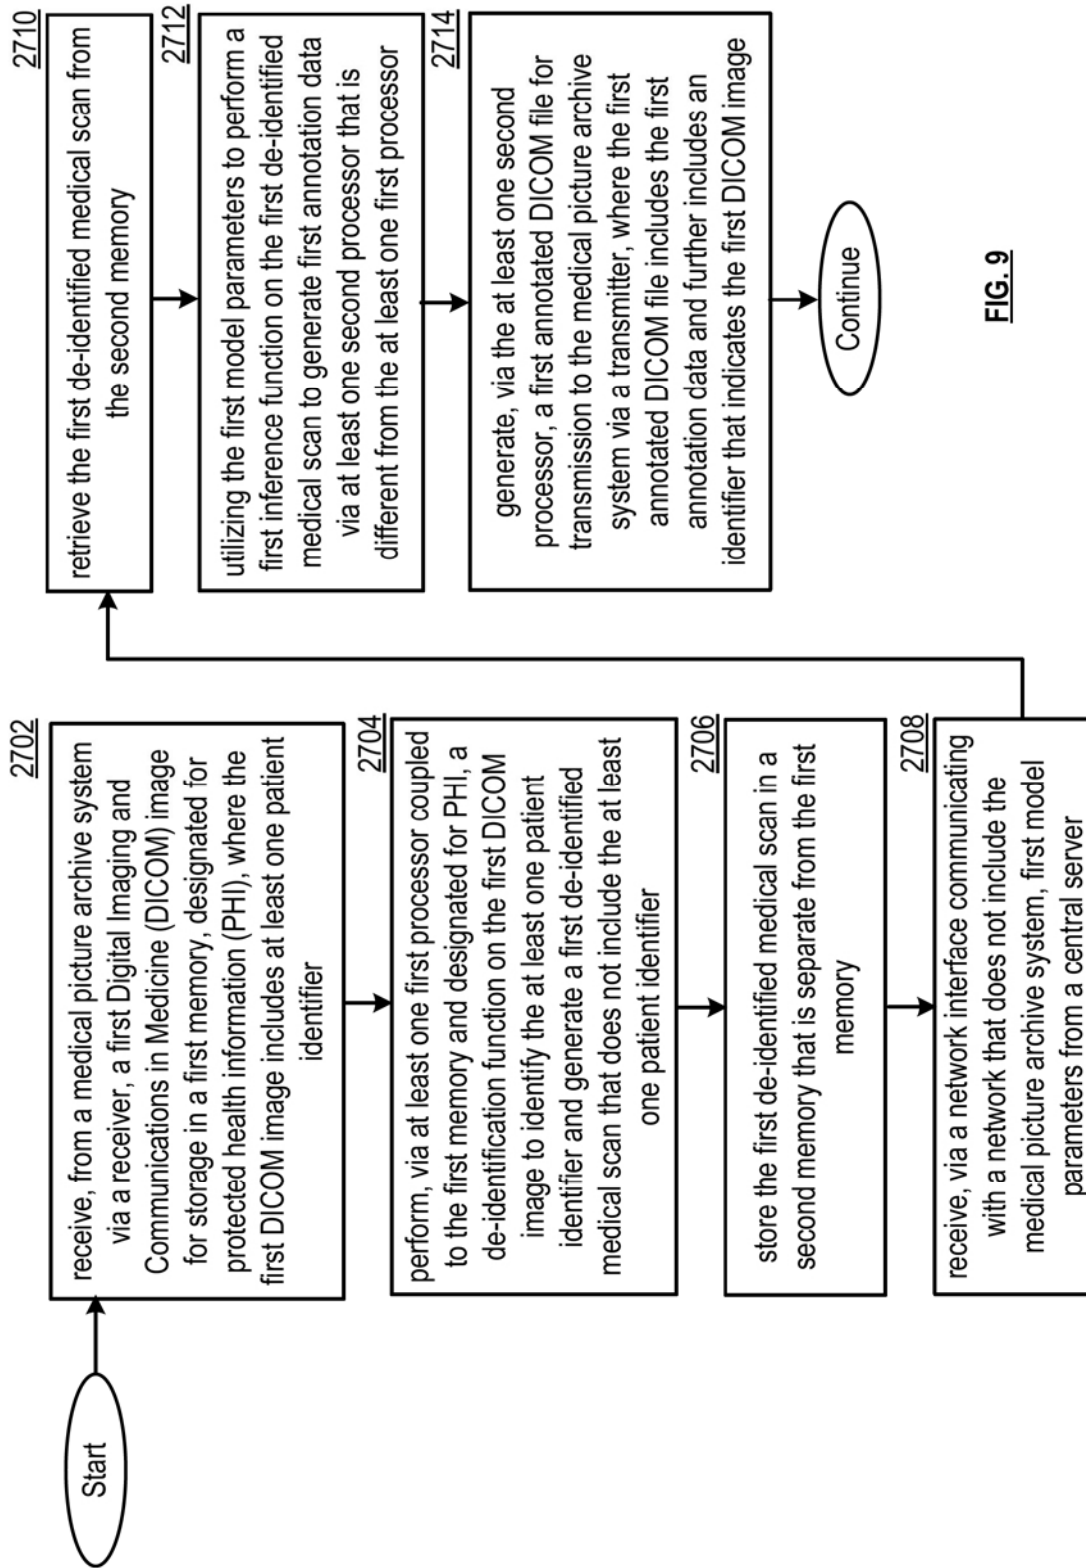 Start
2702
receive, from a medical picture archive system
via a receiver, a first Digital Imaging and
Communications in Medicine (DICOM) image
for storage in a first memory, designated for
protected health information (PHI), where the
first DICOM image includes at least one patient
identifier
2704
perform, via at least one first processor coupled
to the first memory and designated for PHI, a
de-identification function on the first DICOM
image to identify the at least one patient
identifier and generate a first de-identified
medical scan that does not include the at least
one patient identifier
2706
store the first de-identified medical scan in a
second memory that is separate from the first
memory
2708
receive, via a network interface communicating
with a network that does not include the
medical picture archive system, first model
parameters from a central server
2710
retrieve the first de-identified medical scan from
the second memory
2712
utilizing the first model parameters to perform a
first inference function on the first de-identified
medical scan to generate first annotation data
via at least one second processor that is
different from the at least one first processor
2714
generate, via the at least one second
processor, a first annotated DICOM file for
transmission to the medical picture archive
system via a transmitter, where the first
annotated DICOM file includes the first
annotation data and further includes an
identifier that indicates the first DICOM image
Continue
FIG. 9